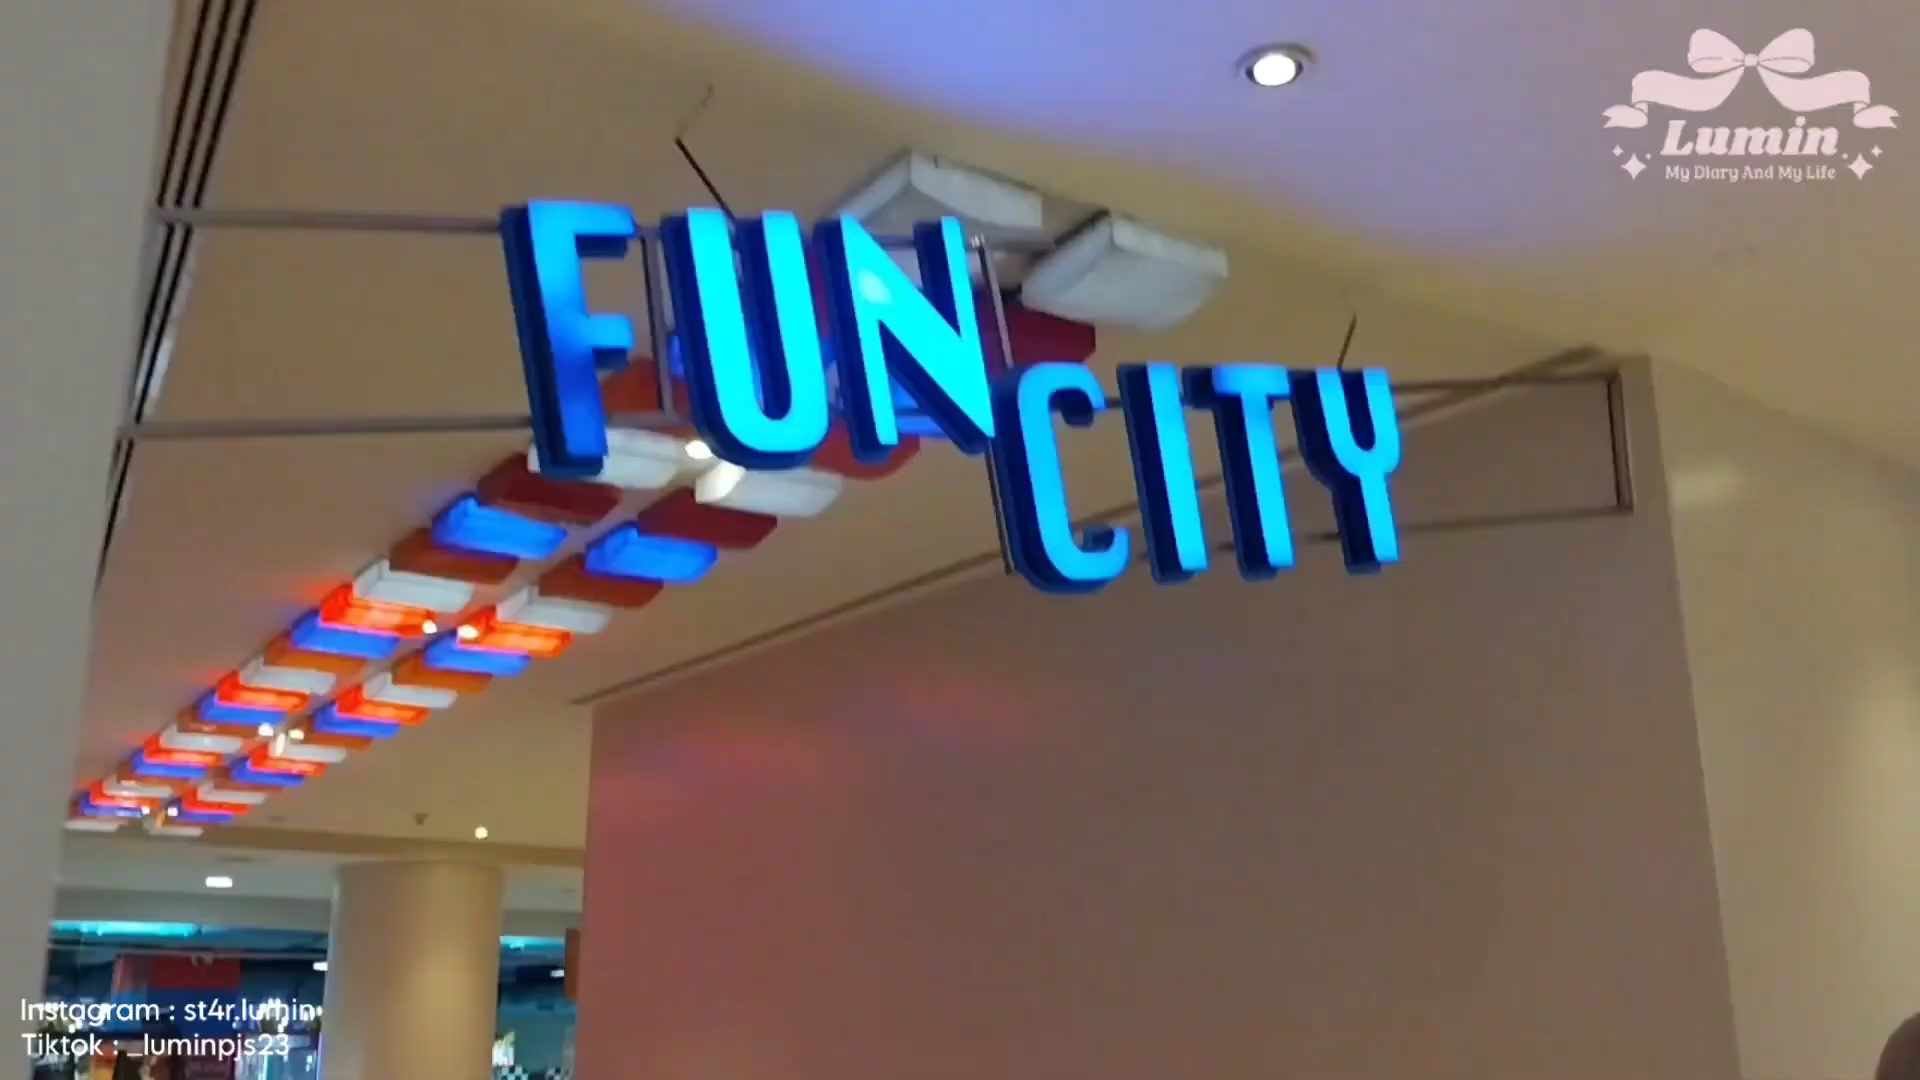 Lumin
My Diary And My Life
FUN
CITY
Instagram : st4r.lumin
Tiktok : _luminpjs23